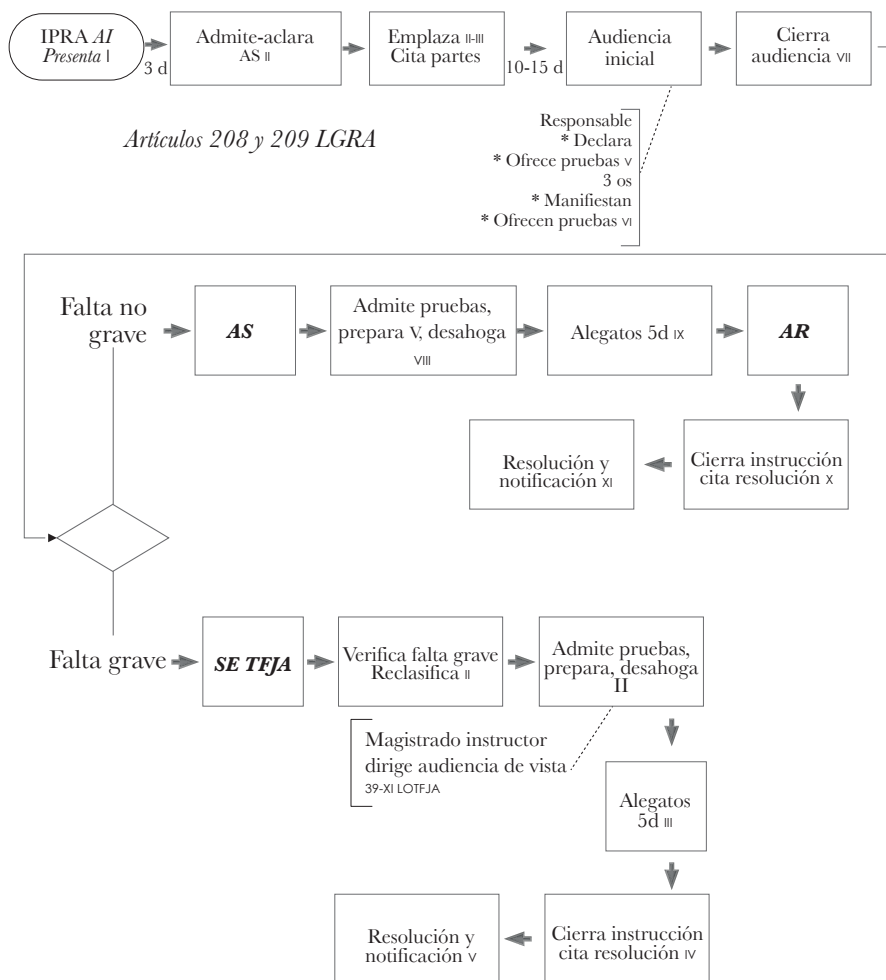 IPRA AI
Presenta I
3 d
Admite-aclara
AS II
Emplaza II-III
Cita partes
10-15 d
Audiencia
inicial
Cierra
audiencia VII
Artículos 208 y 209 LGRA
Responsable
* Declara
* Ofrece pruebas V
3 os
* Manifiestan
* Ofrecen pruebas VI
Falta no
grave
AS
Admite pruebas,
prepara V, desahoga
VIII
Alegatos 5d IX
AR
Resolución y
notificación XI
Cierra instrucción
cita resolución X
Falta grave
SE TFJA
Verifica falta grave
Reclasifica II
Admite pruebas,
prepara, desahoga
II
Magistrado instructor
dirige audiencia de vista
39-XI LOTFJA
Alegatos
5d III
Resolución y
notificación V
Cierra instrucción
cita resolución IV